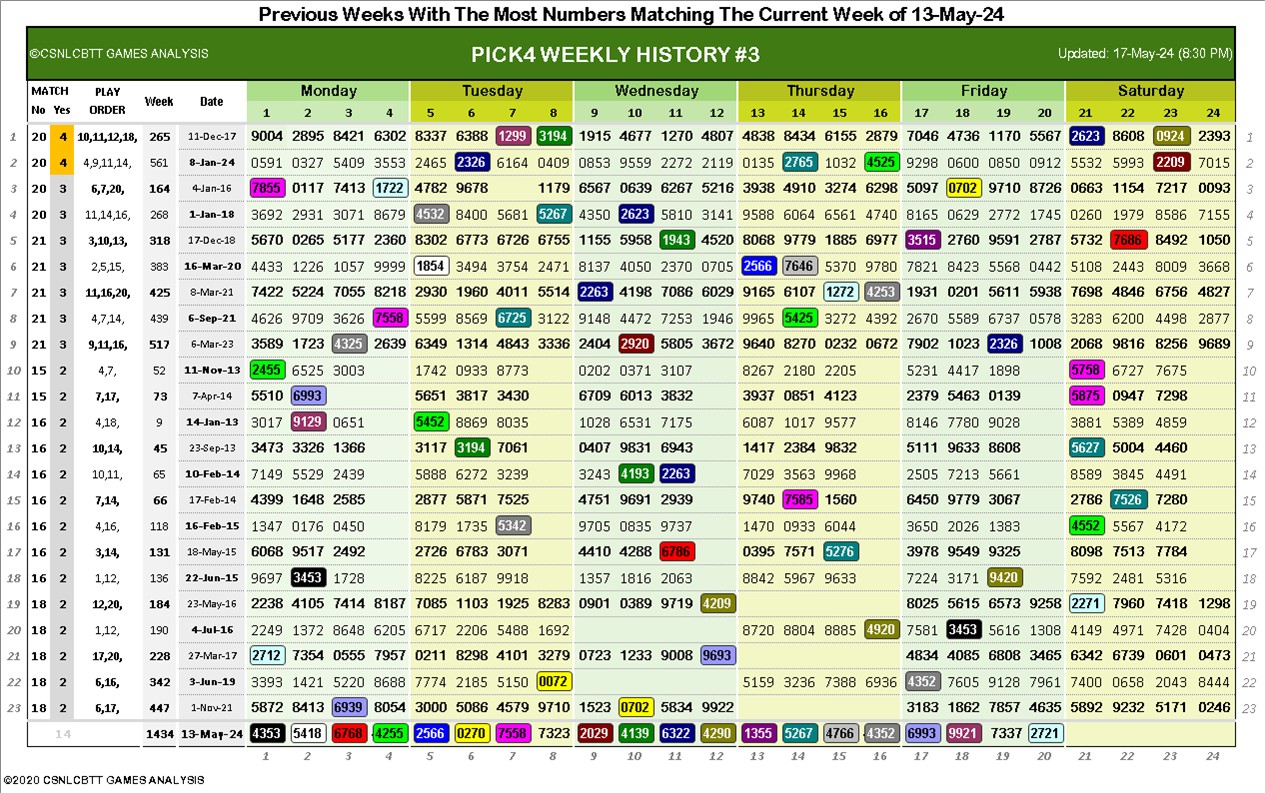 Previous Weeks With The Most Numbers Matching The Current Week of 13-May-24
©CSNLCBTT GAMES ANALYSIS PICK4 WEEKLY HISTORY #3 Updated: 17-May-24 (8:30 PM)
MATCH PLAY Week Date Monday Tuesday Wednesday Thursday Friday Saturday
No Yes ORDER 1 2 3 4 5 6 7 8 9 10 11 12 13 14 15 16 17 18 19 20 21 22 23 24
1 20 4 10,11,12,18, 265 11-Dec-17 9004 2895 8421 6302 8337 6388 1299 3194 1915 4677 1270 4807 4838 8434 6155 2879 7046 4736 1170 5567 2623 8608 0924 2393 1
2 20 4 4,9,11,14, 561 8-Jan-24 0591 0327 5409 3553 2465 2326 6164 0409 0853 9559 2272 2119 0135 2765 1032 4525 9298 0600 0850 0912 5532 5993 2209 7015 2
3 20 3 6,7,20, 164 4-Jan-16 7855 0117 7413 1722 4782 9678 1179 6567 0639 6267 5216 3938 4910 3274 6298 5097 0702 9710 8726 0663 1154 7217 0093 3
4 20 3 11,14,16, 268 1-Jan-18 3692 2931 3071 8679 4532 8400 5681 5267 4350 2623 5810 3141 9588 6064 6561 4740 8165 0629 2772 1745 0260 1979 8586 7155 4
5 21 3 3,10,13, 318 17-Dec-18 5670 0265 5177 2360 8302 6773 6726 6755 1155 5958 1943 4520 8068 9779 1885 6977 3515 2760 9591 2787 5732 7686 8492 1050 5
6 21 3 2,5,15, 383 16-Mar-20 4433 1226 1057 9999 1854 3494 3754 2471 8137 4050 2370 0705 2566 7646 5370 9780 7821 8423 5568 0442 5108 2443 8009 3668 6
7 21 3 11,16,20, 425 8-Mar-21 7422 5224 7055 8218 2930 1960 4011 5514 2263 4198 7086 6029 9165 6107 1272 4253 1931 0201 5611 5938 7698 4846 6756 4827 7
8 21 3 4,7,14, 439 6-Sep-21 4626 9709 3626 7558 5599 8569 6725 3122 9148 4472 7253 1946 9965 5425 3272 4392 2670 5589 6737 0578 3286 6200 4498 2877 8
9 21 3 9,11,16, 517 6-Mar-23 3589 1723 4325 2639 6349 1314 4843 3336 2404 2920 5805 3672 9640 8270 0232 0672 7902 1023 2326 1008 2068 9816 8256 9689 9
10 15 2 4,7, 52 11-Nov-13 2455 6525 3003 1742 0933 8773 0202 0371 3107 8267 2180 2205 5231 4417 1898 5758 6727 7675 10
11 15 2 7,17, 73 7-Apr-14 5510 6993 5651 3817 3430 6709 6013 3832 3937 0851 4123 2379 5463 0139 5875 0947 7298 11
12 16 2 4,18, 9 14-Jan-13 3017 9129 0651 5452 8869 8035 1028 6531 7175 6087 1017 9577 8146 7780 9028 3881 5389 4859 12
13 16 2 10,14, 45 23-Sep-13 3473 3326 1366 3117 3194 7061 0407 9831 6943 1417 2384 9832 5111 9633 8608 5627 5004 4460 13
14 16 2 10,11, 65 10-Feb-14 7149 5529 2439 5888 6272 3239 3243 4193 2263 7029 3563 9968 2505 7213 5661 8589 3845 4491 14
15 16 2 7,14, 66 17-Feb-14 4399 1648 2585 2877 5871 7525 4751 9691 2939 9740 7585 1560 6450 9779 3067 2786 7526 7280 15
16 16 2 4,16, 118 16-Feb-15 1347 0176 0450 8179 1735 5342 9705 0835 9737 1470 0933 6044 3650 2026 1383 4552 5567 4172 16
17 16 2 3,14, 131 18-May-15 6068 9517 2492 2726 6783 3071 4410 4288 6786 0395 7571 5276 3978 9549 9325 8098 7513 7784 17
18 16 2 1,12, 136 22-Jun-15 9697 3453 1728 8225 6187 9918 1357 1816 2063 8842 5967 9633 7224 3171 9420 7592 2481 5316 18
19 18 2 12,20, 184 23-May-16 2238 4105 7414 8187 7085 1103 1925 8283 0901 0389 9719 4209 8025 5615 6573 9258 2271 7960 7418 1298 19
20 18 2 1,12, 190 4-Jul-16 2249 1372 8648 6205 6717 2206 5488 1692 8720 8804 8885 4920 7581 3453 5616 1308 4149 4971 7428 0404 20
21 18 2 17,20, 228 27-Mar-17 2712 7354 0555 7957 0211 8298 4101 3279 0723 1233 9008 9693 4834 4085 6808 3465 6342 6739 0601 0473 21
22 18 2 6,16, 342 3-Jun-19 3393 1421 5220 8688 7774 2185 5150 0072 5159 3236 7388 6936 4352 7605 9128 7961 7400 0658 2043 8444 22
23 18 2 6,17, 447 1-Nov-21 5872 8413 6939 8054 3000 5086 4579 9710 1523 0702 5834 9922 3183 1862 7857 4635 5892 9232 5171 0246 23
14 1434 13-May-24 4353 5418 6768 4255 2566 0270 7558 7323 2029 4139 6322 4290 1355 5267 4766 4352 6993 9921 7337 2721
1 2 3 4 5 6 7 8 9 10 11 12 13 14 15 16 17 18 19 20 21 22 23 24
©2020 CSNLCBTT GAMES ANALYSIS